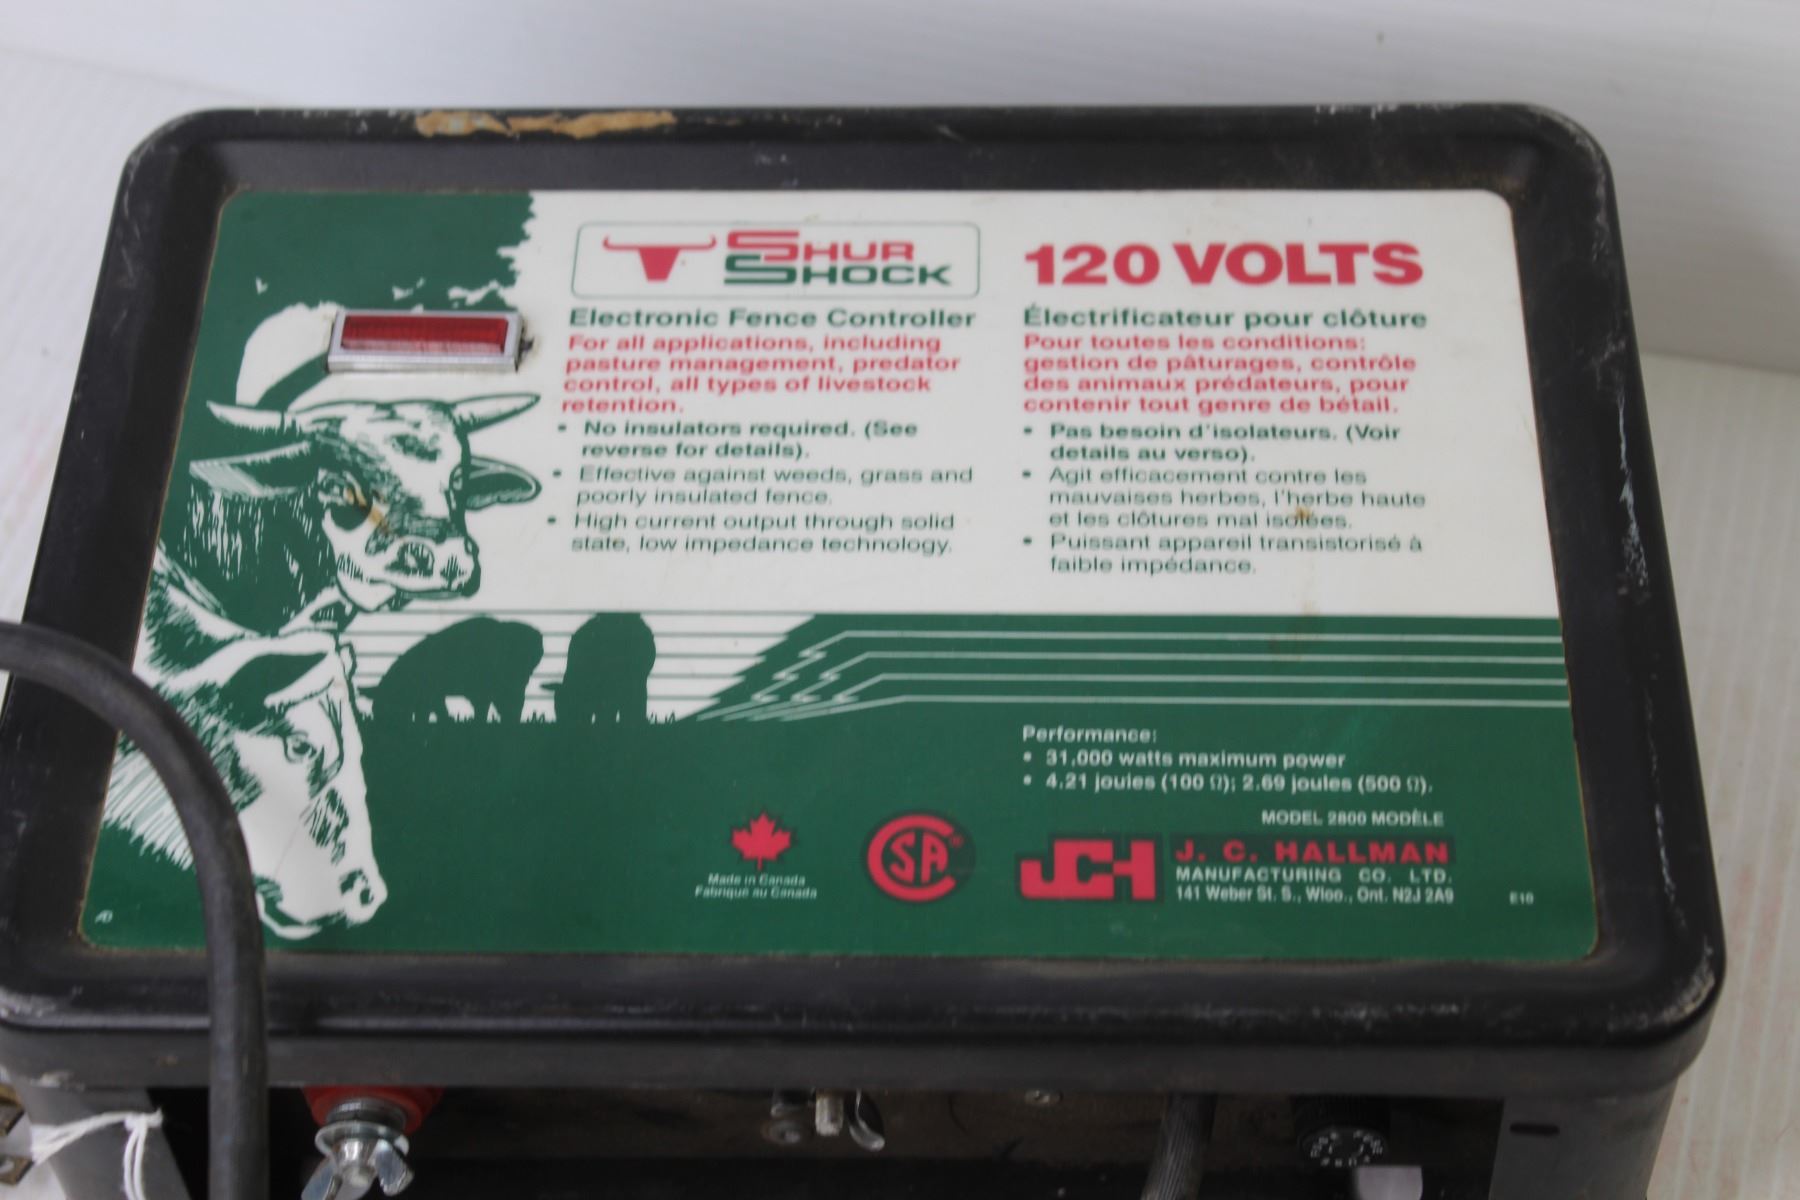 SHUR
SHOCK
Electronic Fence Controller
For all applications, including
pasture management, predator
control, all types of livestock
retention.
• No insulators required. (See
reverse for details).
• Effective against weeds, grass and
poorly insulated fence.
• High current output through solid
state, low impedance technology.
120 VOLTS
Électrificateur pour clôture
Pour toutes les conditions:
gestion de pâturages, contrôle
des animaux prédateurs, pour
contenir tout genre de bétail.
• Pas besoin d'isolateurs. (Voir
details au verso).
• Agit efficacement contre les
mauvaises herbes, l'herbe haute
et les clôtures mal isolées.
• Puissant appareil transistorisé à
faible impédance.
Performance:
• 31,000 watts maximum power
• 4.21 joules (100 Ω); 2.69 joules (500 Ω).
MODEL 2800 MODÈLE
Made in Canada
Fabriqué au Canada
CSA®
JCH
J. C. HALLMAN
MANUFACTURING CO. LTD.
141 Weber St. S., Wloo., Ont. N2J 2A9
E10